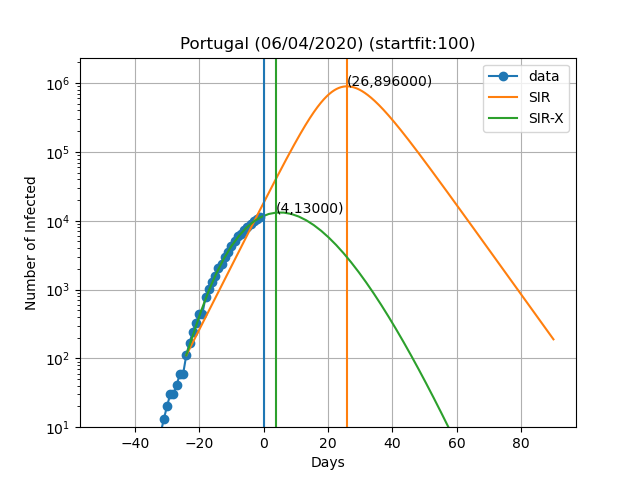 Portugal (06/04/2020) (startfit:100)
data
SIR
SIR-X
(26,896000)
(4,13000)
10^6
10^5
10^4
10^3
10^2
10^1
Number of Infected
−40
−20
0
20
40
60
80
Days